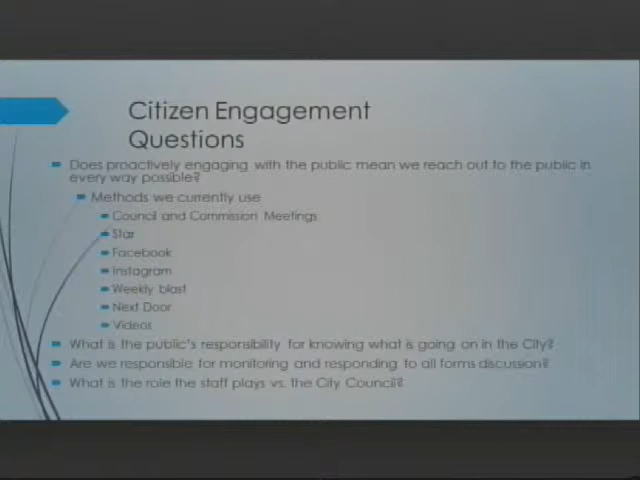 Citizen Engagement
Questions
Does proactively engaging with the public mean we reach out to the public in
every way possible?
Methods we currently use
Council and Commission Meetings
Star
Facebook
Instagram
Weekly blast
Next Door
Videos
What is the public's responsibility for knowing what is going on in the City?
Are we responsible for monitoring and responding to all forms discussion?
What is the role the staff plays vs. the City Council?